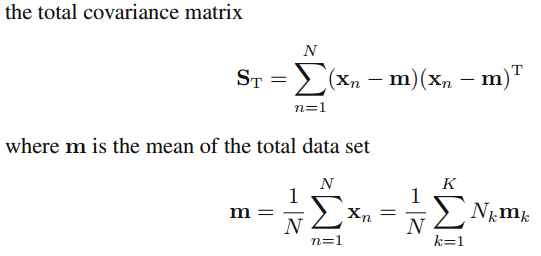 the total covariance matrix
S_T = \sum_{n=1}^{N} (x_n − m)(x_n − m)^T
where m is the mean of the total data set
m = \frac{1}{N} \sum_{n=1}^{N} x_n = \frac{1}{N} \sum_{k=1}^{K} N_k m_k